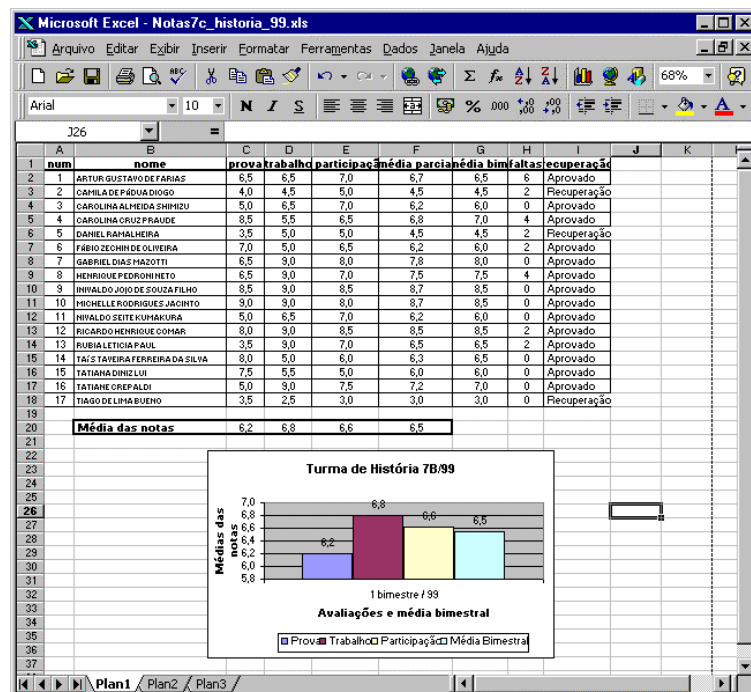 Microsoft Excel - Notas7c_historia_99.xls
Arquivo Editar Exibir Inserir Formatar Ferramentas Dados Janela Ajuda
68%
Arial 10 N I S % 000
J26 =
A B C D E F G H I J K
1 num nome prova trabalho participaçã média parcia média bim faltas recuperação
2 1 ARTUR GUSTAVO DE FARIAS 6,5 6,5 7,0 6,7 6,5 6 Aprovado
3 2 CAMILA DE PÁDUA DIOGO 4,0 4,5 5,0 4,5 4,5 2 Recuperação
4 3 CAROLINA ALMEIDA SHIMIZU 5,0 6,5 7,0 6,2 6,0 0 Aprovado
5 4 CAROLINA CRUZ PRAUDE 8,5 5,5 6,5 6,8 7,0 4 Aprovado
6 5 DANIEL RAMALHEIRA 3,5 5,0 5,0 4,5 4,5 2 Recuperação
7 6 FÁBIO ZECHIN DE OLIVEIRA 7,0 5,0 6,5 6,2 6,0 2 Aprovado
8 7 GABRIEL DIAS MAZOTTI 6,5 9,0 8,0 7,8 8,0 0 Aprovado
9 8 HENRIQUE PEDRONI NETO 6,5 9,0 7,0 7,5 7,5 4 Aprovado
10 9 INIVALDO JOJO DE SOUZA FILHO 8,5 9,0 8,5 8,7 8,5 0 Aprovado
11 10 MICHELLE RODRIGUES JACINTO 9,0 9,0 8,0 8,7 8,5 0 Aprovado
12 11 NIVALDO SEITE KUMAKURA 5,0 6,5 7,0 6,2 6,0 0 Aprovado
13 12 RICARDO HENRIQUE COMAR 8,0 9,0 8,5 8,5 8,5 2 Aprovado
14 13 RUBIA LETICIA PAUL 3,5 9,0 7,0 6,5 6,5 2 Aprovado
15 14 TAÍS TAVEIRA FERREIRA DA SILVA 8,0 5,0 6,0 6,3 6,5 0 Aprovado
16 15 TATIANA DINIZ LUI 7,5 5,5 5,0 6,0 6,0 0 Aprovado
17 16 TATIANE CREPALDI 5,0 9,0 7,5 7,2 7,0 0 Aprovado
18 17 TIAGO DE LIMA BUENO 3,5 2,5 3,0 3,0 3,0 0 Recuperação
19
20 Média das notas 6,2 6,8 6,6 6,5
21
22
23
24
25
26
27
28
29
30
31
32
33
34
35
36
37
Turma de História 7B/99
Médias das notas
7,0
6,8
6,6
6,4
6,2
6,0
5,8
6,2 6,8 6,6 6,5
1 bimestre / 99
Avaliações e média bimestral
Prova Trabalho Participação Média Bimestral
Plan1 Plan2 Plan3